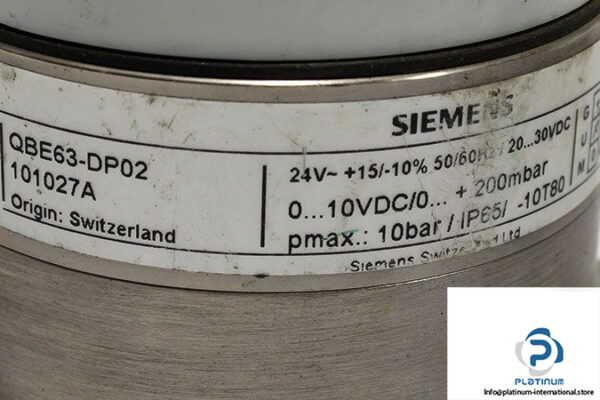 QBE63-DP02
101027A
Origin: Switzerland
SIEMENS
24V~ +15/-10% 50/60Hz / 20...30VDC
0...10VDC/0... + 200mbar
pmax.: 10bar / IP65/ -10T80
Siemens Ltd.
G
U
M
PLATINUM
Info@platinum-international.store